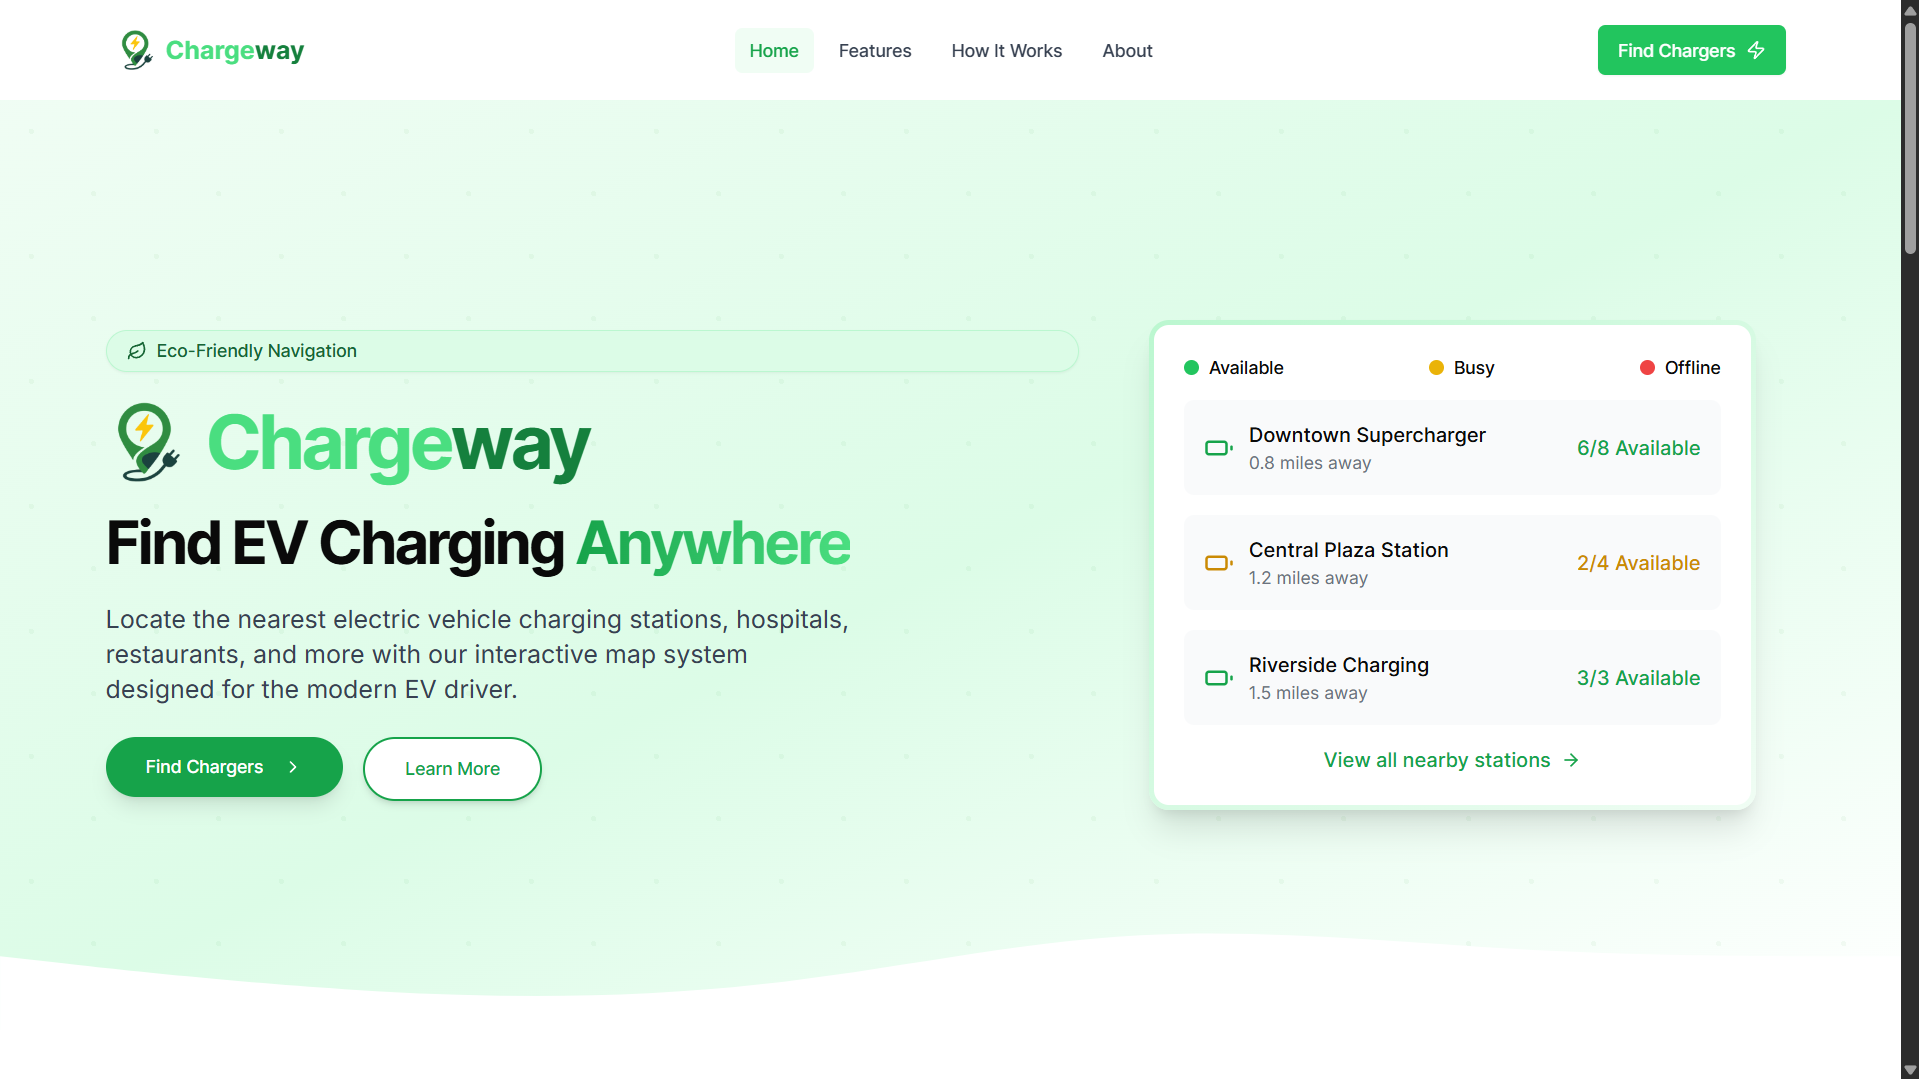 Chargeway
Home
Features
How It Works
About
Find Chargers
Eco-Friendly Navigation
Chargeway
Find EV Charging Anywhere
Locate the nearest electric vehicle charging stations, hospitals,
restaurants, and more with our interactive map system
designed for the modern EV driver.
Find Chargers
Learn More
Available
Busy
Offline
Downtown Supercharger
0.8 miles away
6/8 Available
Central Plaza Station
1.2 miles away
2/4 Available
Riverside Charging
1.5 miles away
3/3 Available
View all nearby stations